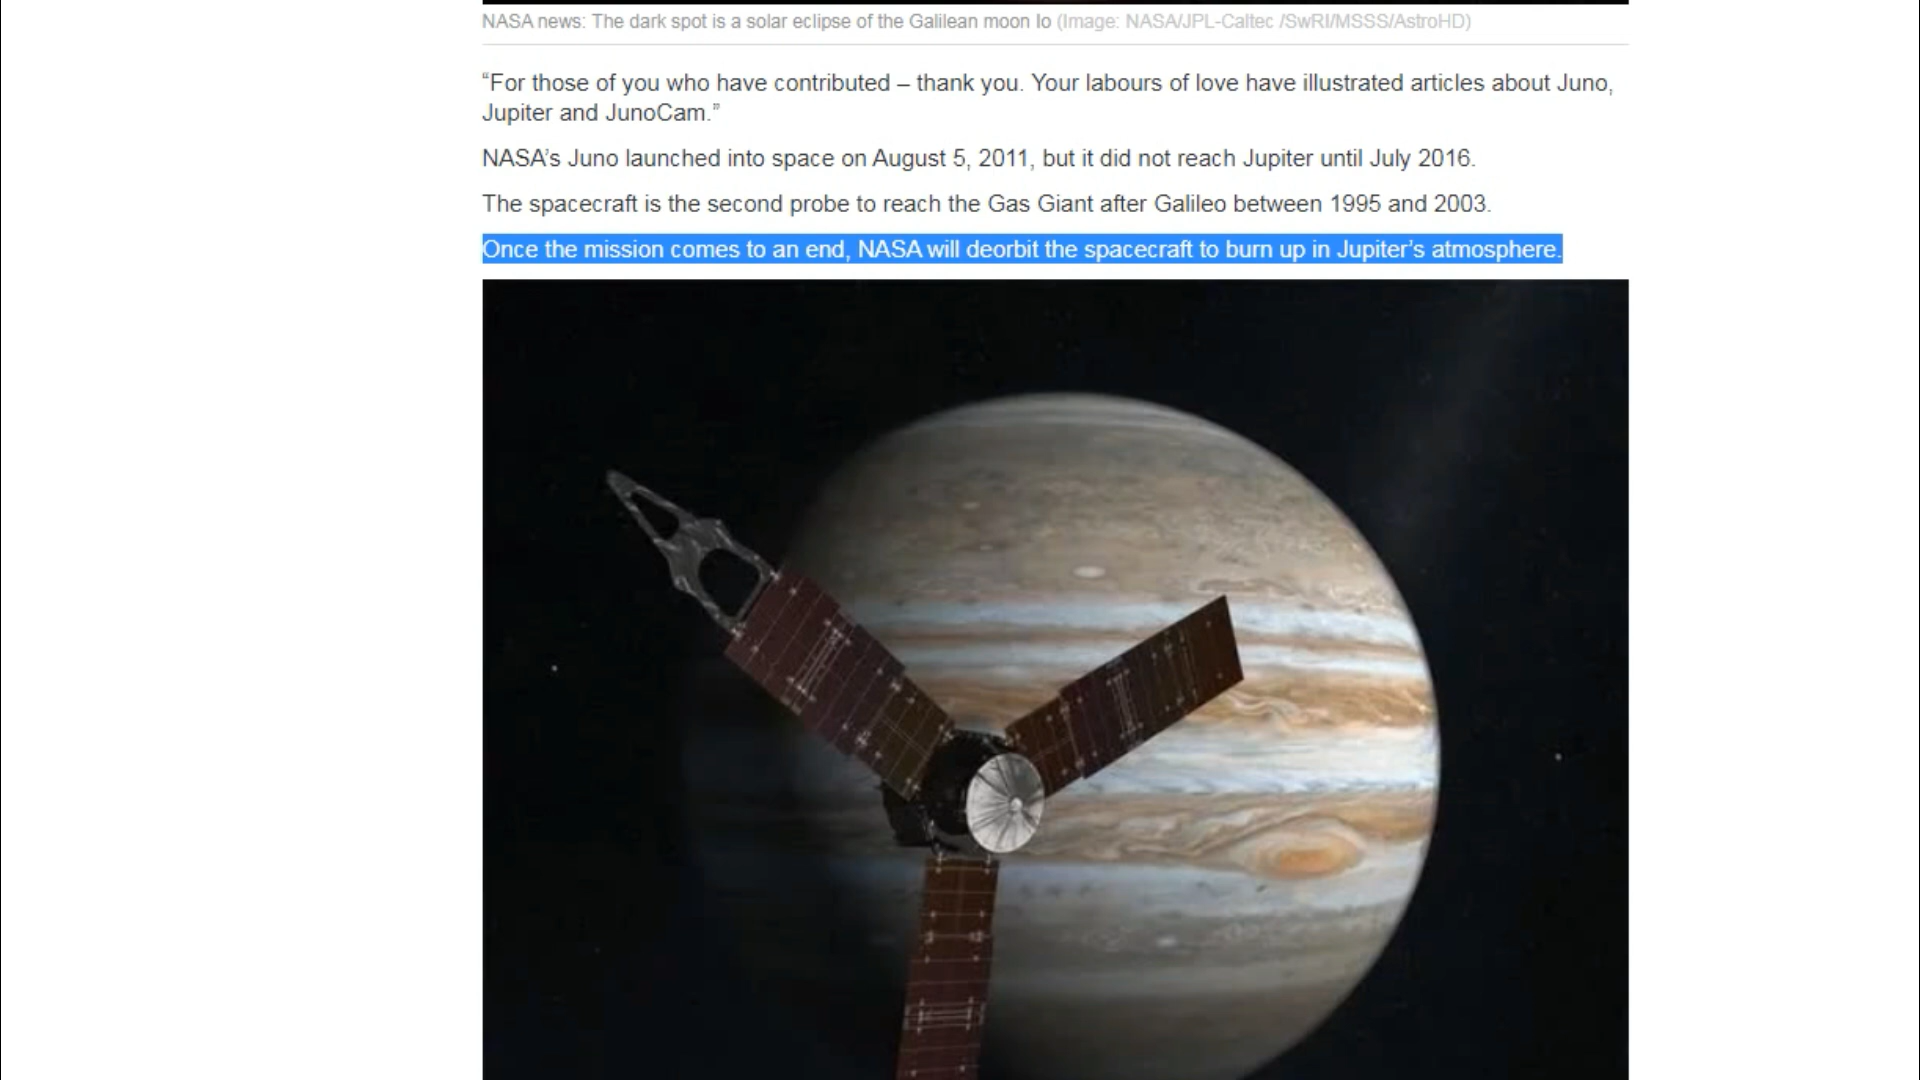 NASA news: The dark spot is a solar eclipse of the Galilean moon Io (Image: NASA/JPL-Caltec /SwRI/MSSS/AstroHD)
“For those of you who have contributed – thank you. Your labours of love have illustrated articles about Juno,
Jupiter and JunoCam.”
NASA’s Juno launched into space on August 5, 2011, but it did not reach Jupiter until July 2016.
The spacecraft is the second probe to reach the Gas Giant after Galileo between 1995 and 2003.
Once the mission comes to an end, NASA will deorbit the spacecraft to burn up in Jupiter’s atmosphere.